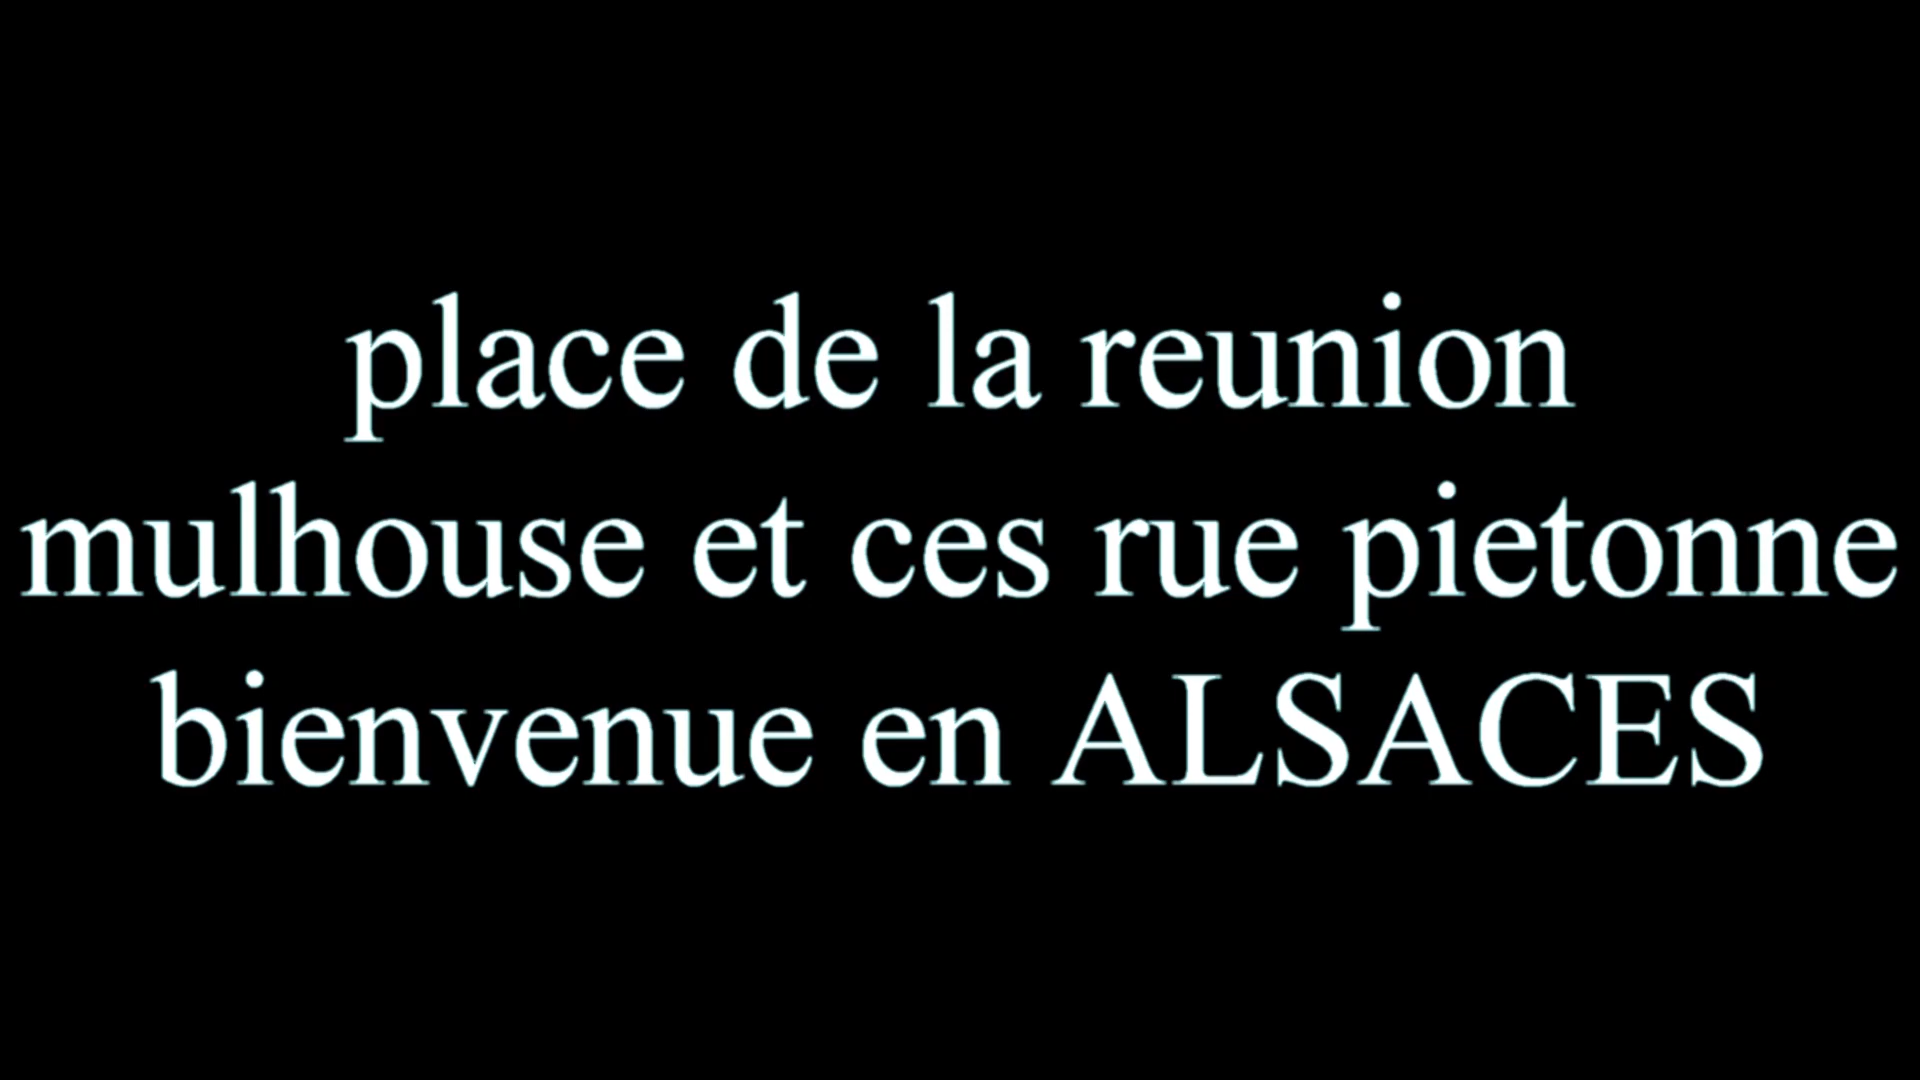 place de la reunion
mulhouse et ces rue pietonne
bienvenue en ALSACES